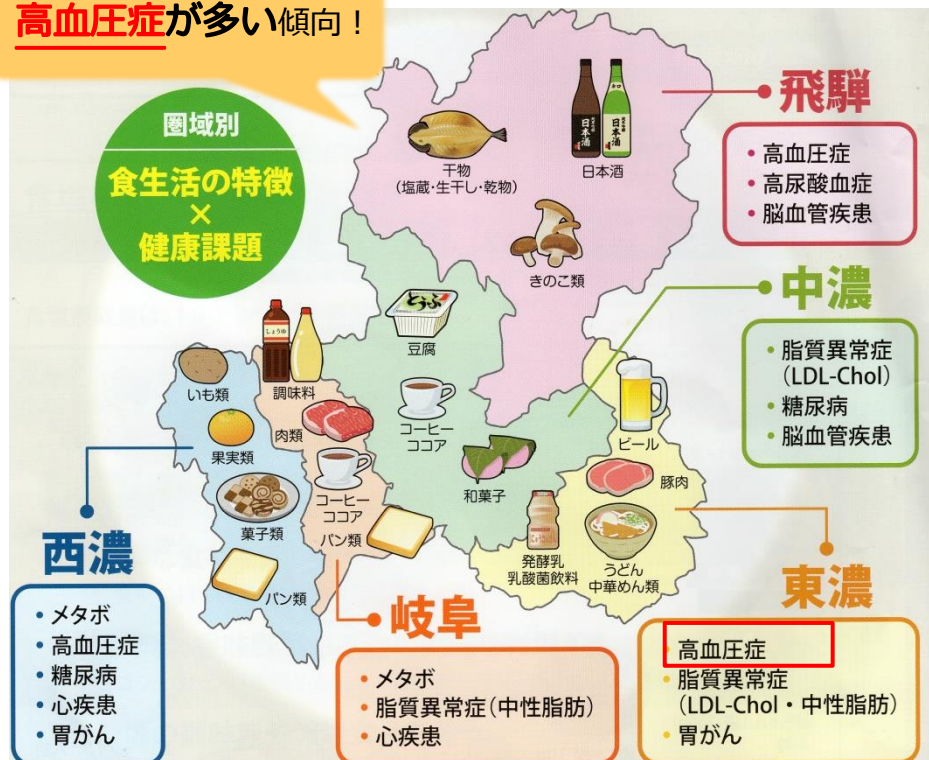 高血圧症が多い傾向！
圏域別
食生活の特徴
×
健康課題
干物
(塩蔵・生干し・乾物)
日本酒
日本酒
日本酒
きのこ類
飛騨
・高血圧症
・高尿酸血症
・脳血管疾患
とうふ
豆腐
コーヒー
ココア
和菓子
中濃
・脂質異常症
(LDL-Chol)
・糖尿病
・脳血管疾患
いも類
果実類
菓子類
パン類
西濃
・メタボ
・高血圧症
・糖尿病
・心疾患
・胃がん
しょうゆ
調味料
肉類
コーヒー
ココア
パン類
岐阜
・メタボ
・脂質異常症(中性脂肪)
・心疾患
ビール
豚肉
発酵乳
乳酸菌飲料
うどん
中華めん類
東濃
・高血圧症
・脂質異常症
(LDL-Chol・中性脂肪)
・胃がん